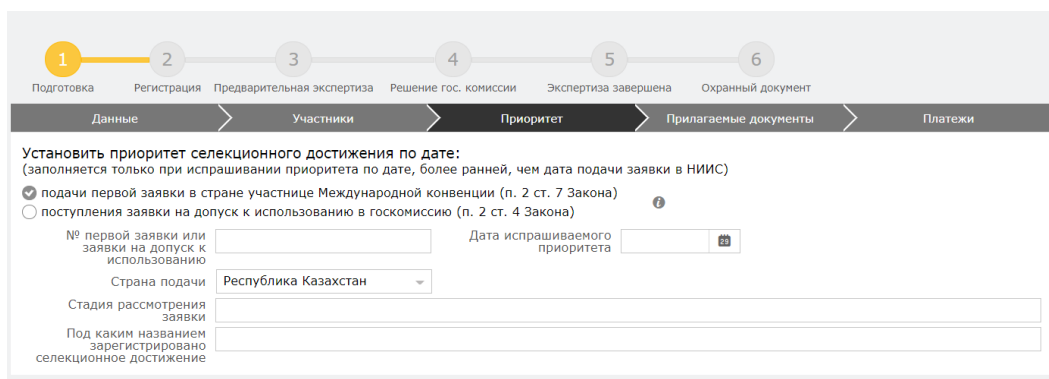 1 2 3 4 5 6
Подготовка Регистрация Предварительная экспертиза Решение гос. комиссии Экспертиза завершена Охранный документ
Данные Участники Приоритет Прилагаемые документы Платежи
Установить приоритет селекционного достижения по дате:
(заполняется только при испрашивании приоритета по дате, более ранней, чем дата подачи заявки в НИИС)
подачи первой заявки в стране участнице Международной конвенции (п. 2 ст. 7 Закона)
поступления заявки на допуск к использованию в госкомиссию (п. 2 ст. 4 Закона)
i
№ первой заявки или
заявки на допуск к
использованию
Дата испрашиваемого
приоритета
29
Страна подачи Республика Казахстан
Стадия рассмотрения
заявки
Под каким названием
зарегистрировано
селекционное достижение